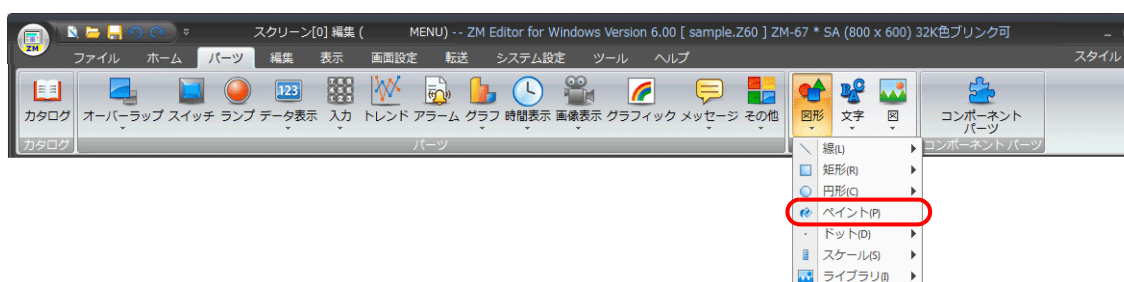 スクリーン[0] 編集 ( MENU) -- ZM Editor for Windows Version 6.00 [ sample.Z60 ] ZM-67 * SA (800 x 600) 32K色ブリンク可
ZM
ファイル ホーム パーツ 編集 表示 画面設定 転送 システム設定 ツール ヘルプ スタイル
123
カタログ オーバーラップ スイッチ ランプ データ表示 入力 トレンド アラーム グラフ 時間表示 画像表示 グラフィック メッセージ その他 図形 文字 図 コンポーネント
パーツ
カタログ パーツ コンポーネント パーツ
線(L)
矩形(R)
円形(C)
ペイント(P)
ドット(D)
スケール(S)
ライブラリ(I)